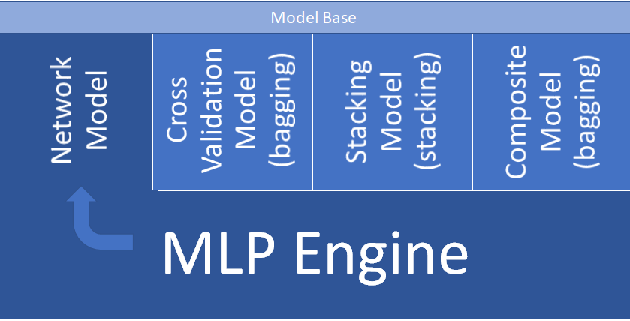 Model Base
Network
Model
Cross
Validation
Model
(bagging)
Stacking
Model
(stacking)
Composite
Model
(bagging)
MLP Engine